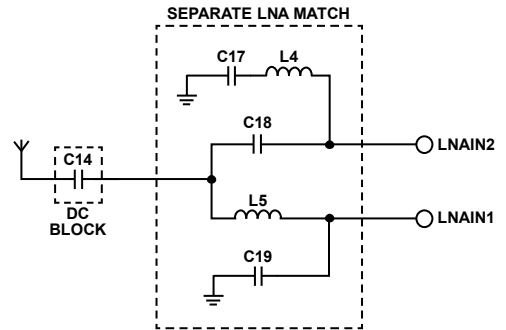 SEPARATE LNA MATCH
C17
L4
C18
LNAIN2
C14
DC
BLOCK
L5
LNAIN1
C19